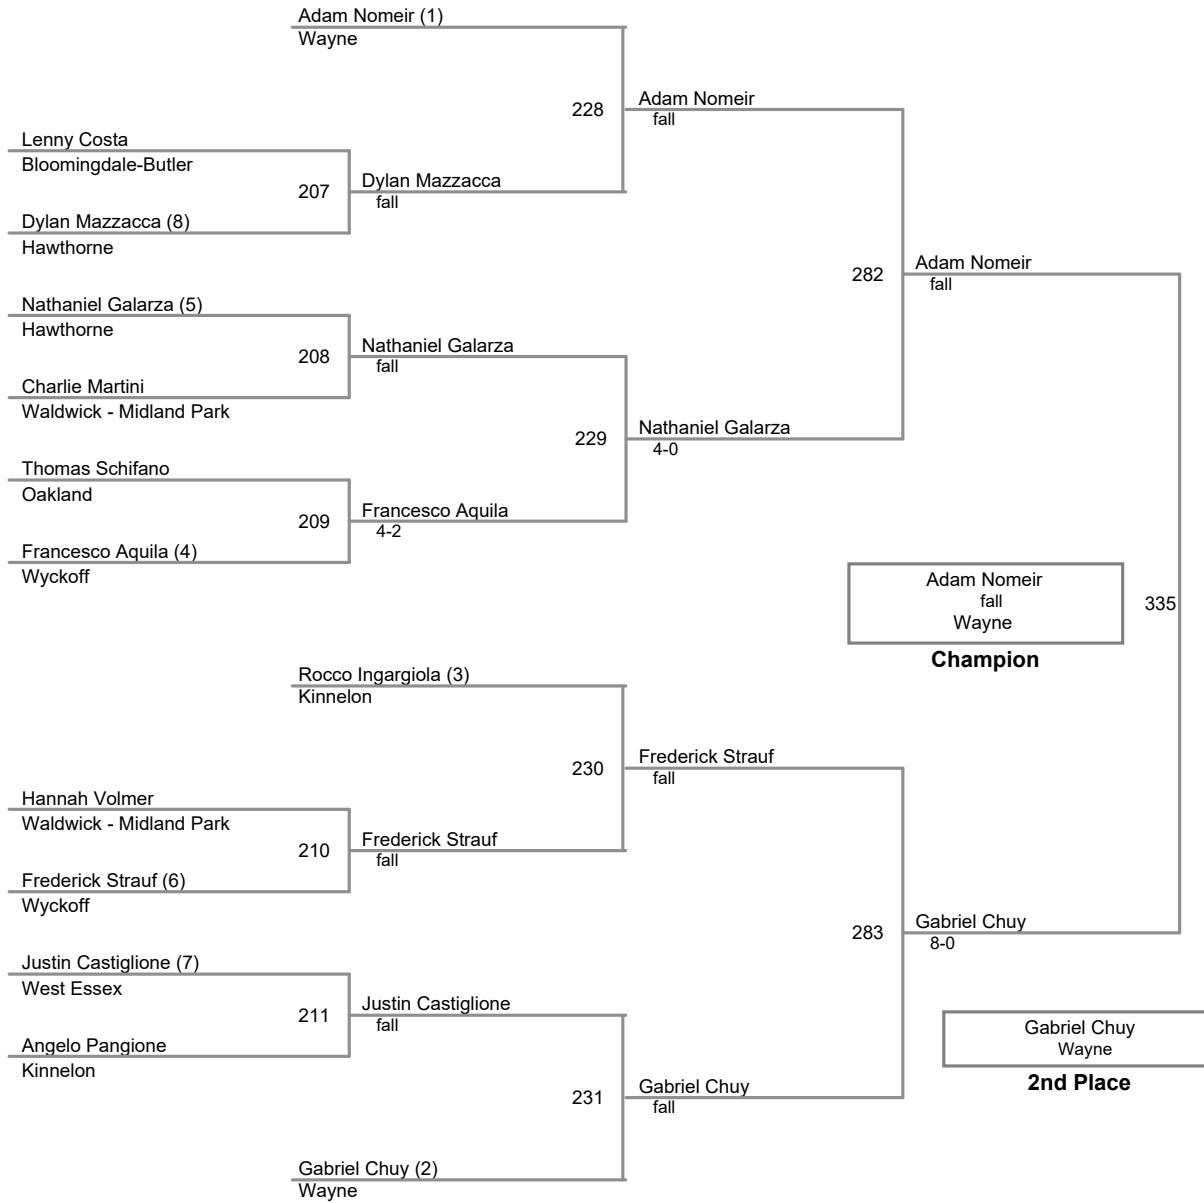 Adam Nomeir (1)
Wayne
228
Adam Nomeir
fall
Lenny Costa
Bloomingdale-Butler
207
Dylan Mazzacca
fall
Dylan Mazzacca (8)
Hawthorne
282
Adam Nomeir
fall
Nathaniel Galarza (5)
Hawthorne
208
Nathaniel Galarza
fall
Charlie Martini
Waldwick - Midland Park
229
Nathaniel Galarza
4-0
Thomas Schifano
Oakland
209
Francesco Aquila
4-2
Francesco Aquila (4)
Wyckoff
Adam Nomeir
fall
Wayne
Champion
335
Rocco Ingargiola (3)
Kinnelon
230
Frederick Strauf
fall
Hannah Volmer
Waldwick - Midland Park
210
Frederick Strauf
fall
Frederick Strauf (6)
Wyckoff
283
Gabriel Chuy
8-0
Justin Castiglione (7)
West Essex
211
Justin Castiglione
fall
Angelo Pangione
Kinnelon
Gabriel Chuy
Wayne
2nd Place
231
Gabriel Chuy
fall
Gabriel Chuy (2)
Wayne